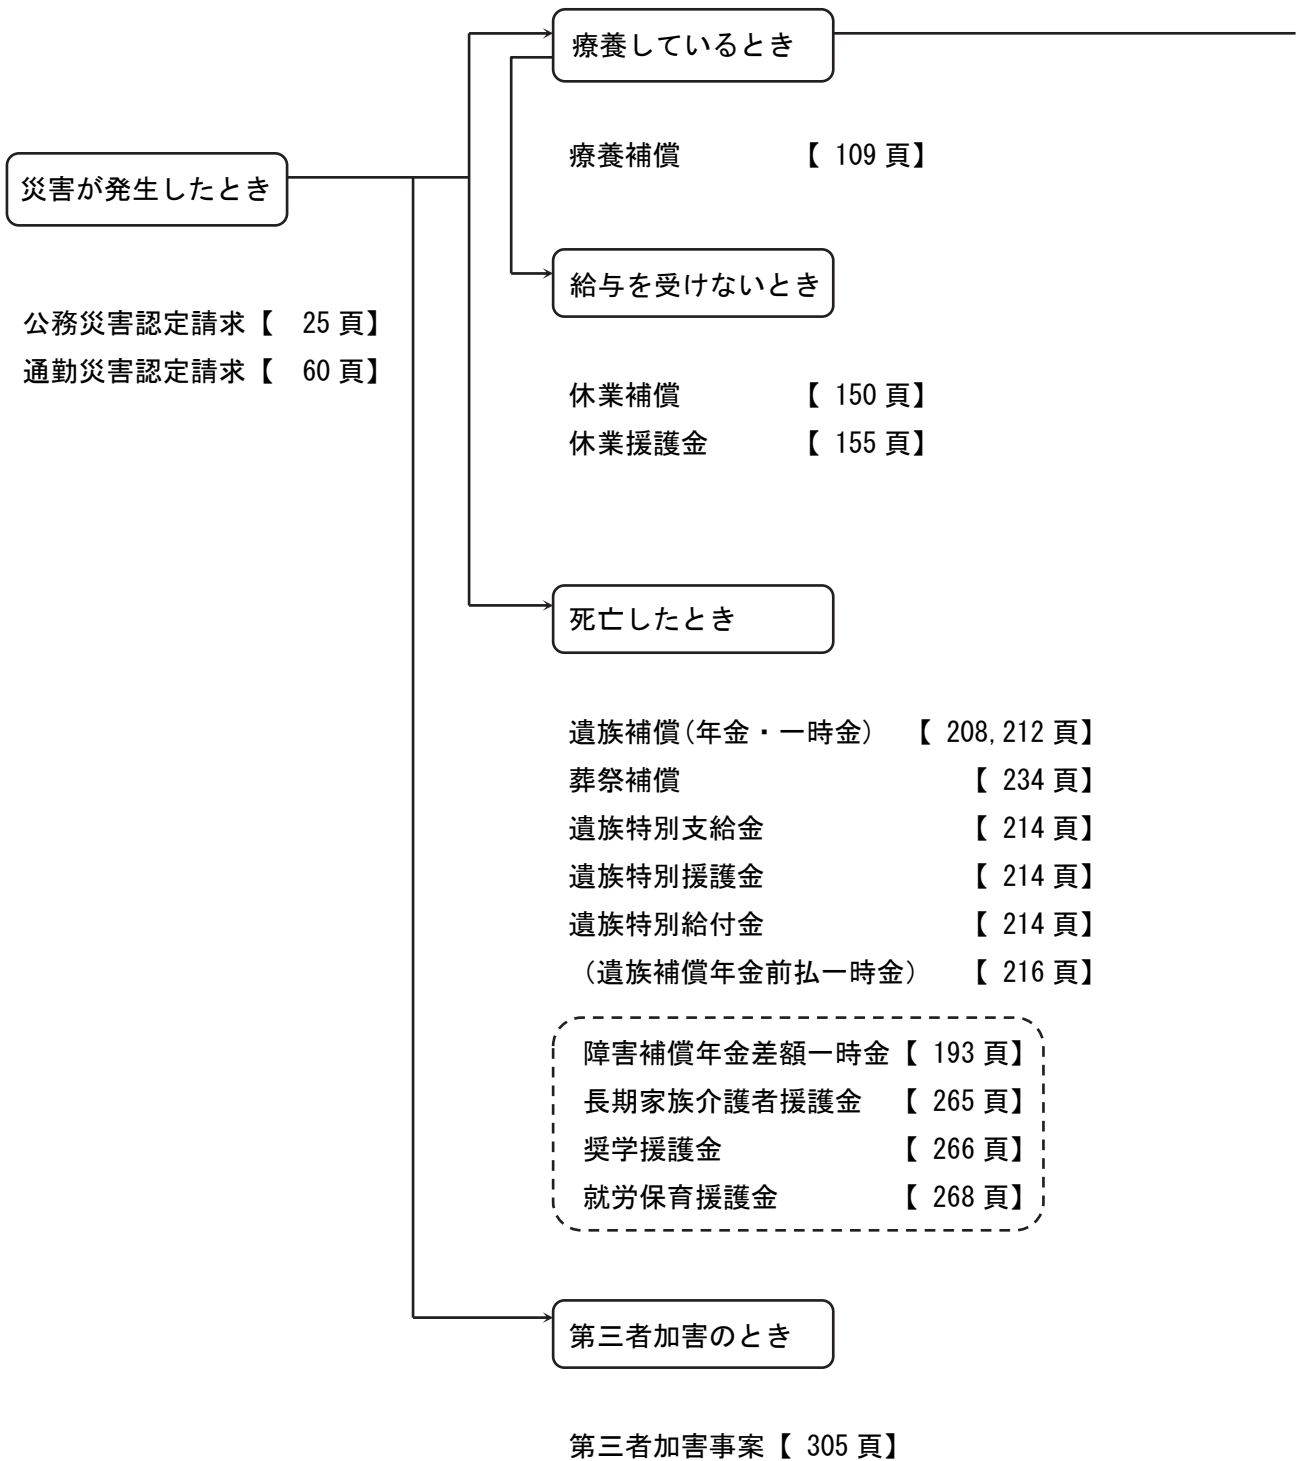 療養しているとき
療養補償 【 109 頁】
災害が発生したとき
給与を受けないとき
公務災害認定請求【 25 頁】
通勤災害認定請求【 60 頁】
休業補償 【 150 頁】
休業援護金 【 155 頁】
死亡したとき
遺族補償(年金・一時金) 【 208,212 頁】
葬祭補償 【 234 頁】
遺族特別支給金 【 214 頁】
遺族特別援護金 【 214 頁】
遺族特別給付金 【 214 頁】
(遺族補償年金前払一時金) 【 216 頁】
障害補償年金差額一時金【 193 頁】
長期家族介護者援護金 【 265 頁】
奨学援護金 【 266 頁】
就労保育援護金 【 268 頁】
第三者加害のとき
第三者加害事案【 305 頁】